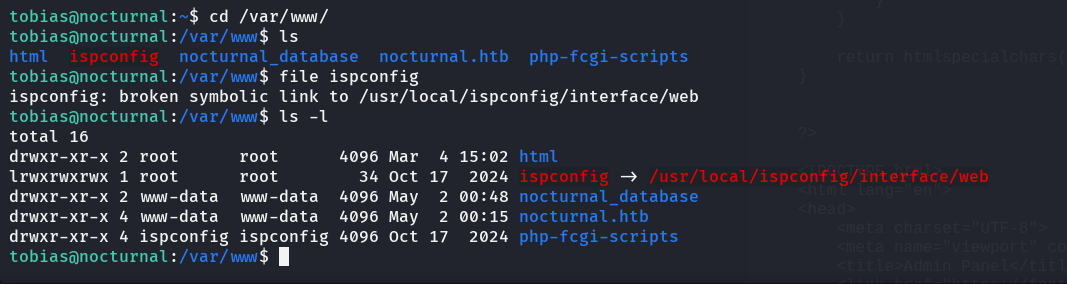 tobias@nocturnal:~$ cd /var/www/
tobias@nocturnal:/var/www$ ls
html  ispconfig  nocturnal_database  nocturnal.htb  php-fcgi-scripts
tobias@nocturnal:/var/www$ file ispconfig
ispconfig: broken symbolic link to /usr/local/ispconfig/interface/web
tobias@nocturnal:/var/www$ ls -l
total 16
drwxr-xr-x 2 root      root      4096 Mar  4 15:02 html
lrwxrwxrwx 1 root      root        34 Oct 17  2024 ispconfig -> /usr/local/ispconfig/interface/web
drwxr-xr-x 2 www-data  www-data  4096 May  2 00:48 nocturnal_database
drwxr-xr-x 4 www-data  www-data  4096 May  2 00:15 nocturnal.htb
drwxr-xr-x 4 ispconfig ispconfig 4096 Oct 17  2024 php-fcgi-scripts
tobias@nocturnal:/var/www$
}
return htmlspecialchars(
}
?>
<html lang="en">
<head>
<meta charset="UTF-8">
<meta name="viewport" co
<title>Admin Panel</titl